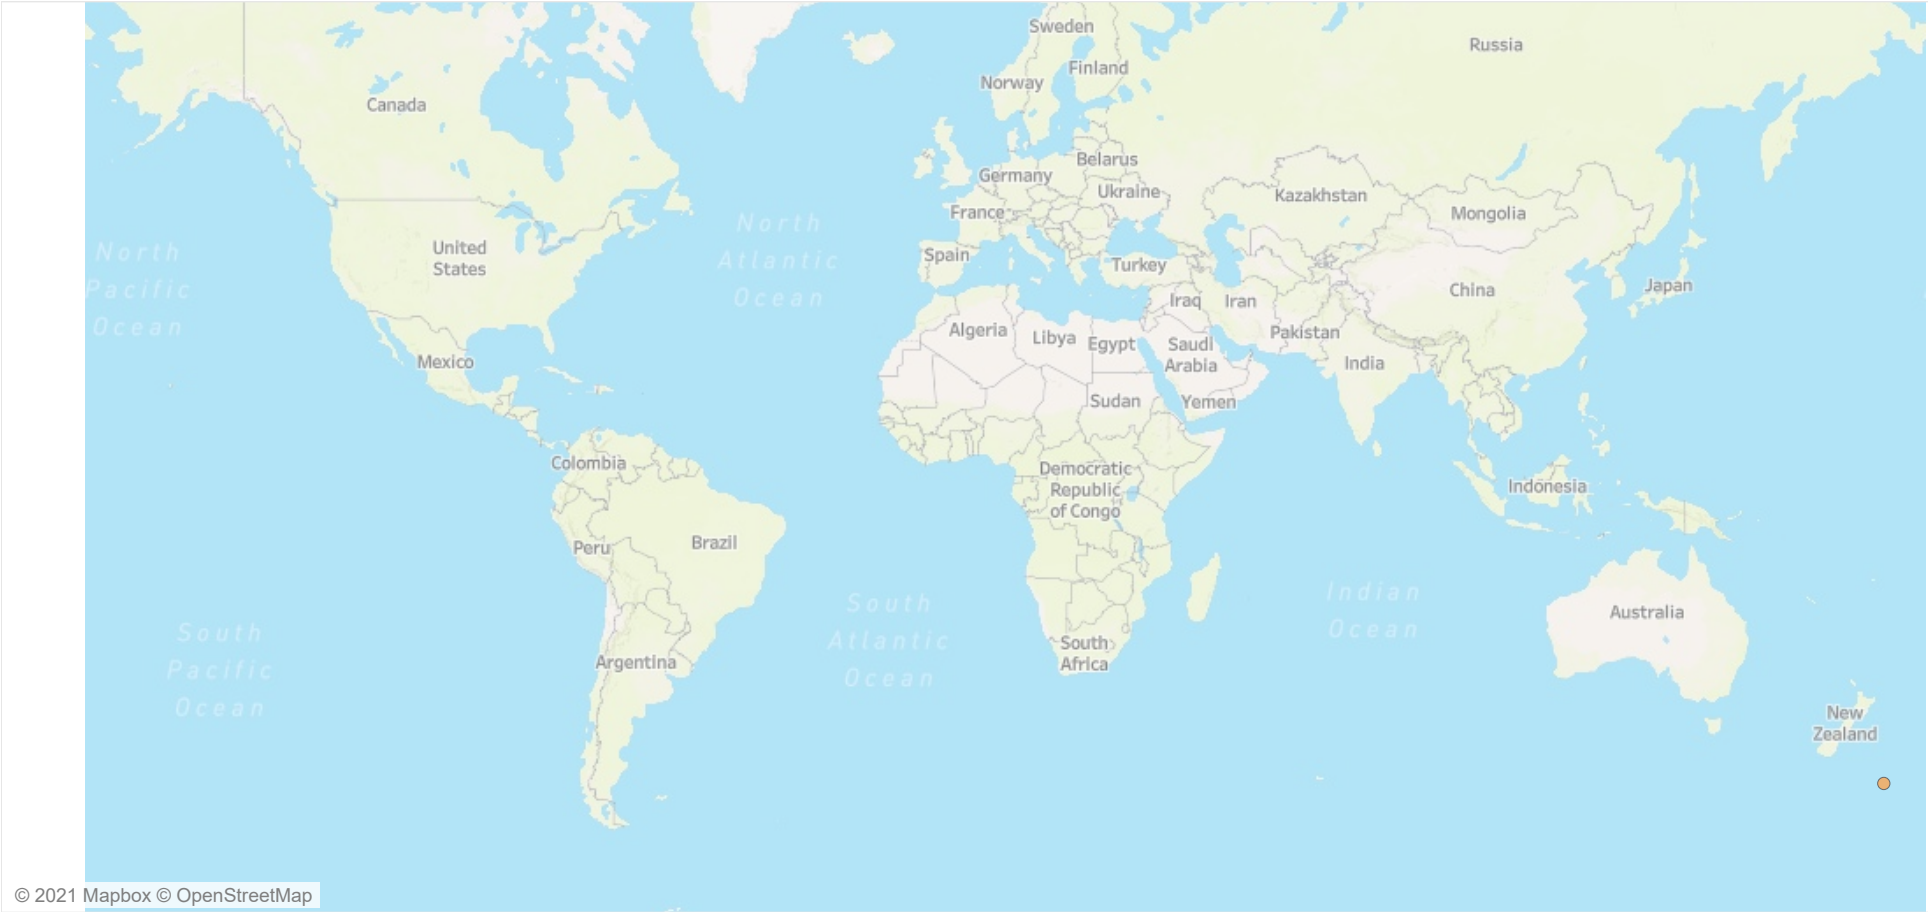 Sweden
Russia
Finland
Norway
Canada
Belarus
Germany
Ukraine
Kazakhstan
France
Mongolia
North
Atlantic
Ocean
North
Pacific
Ocean
United
States
Spain
Turkey
China
Japan
Iraq
Iran
Algeria
Libya
Egypt
Pakistan
Saudi
Arabia
India
Mexico
Sudan
Yemen
Colombia
Democratic
Republic
of Congo
Indonesia
Peru
Brazil
South
Atlantic
Ocean
Indian
Ocean
Australia
South
Pacific
Ocean
South
Africa
Argentina
New
Zealand
© 2021 Mapbox © OpenStreetMap